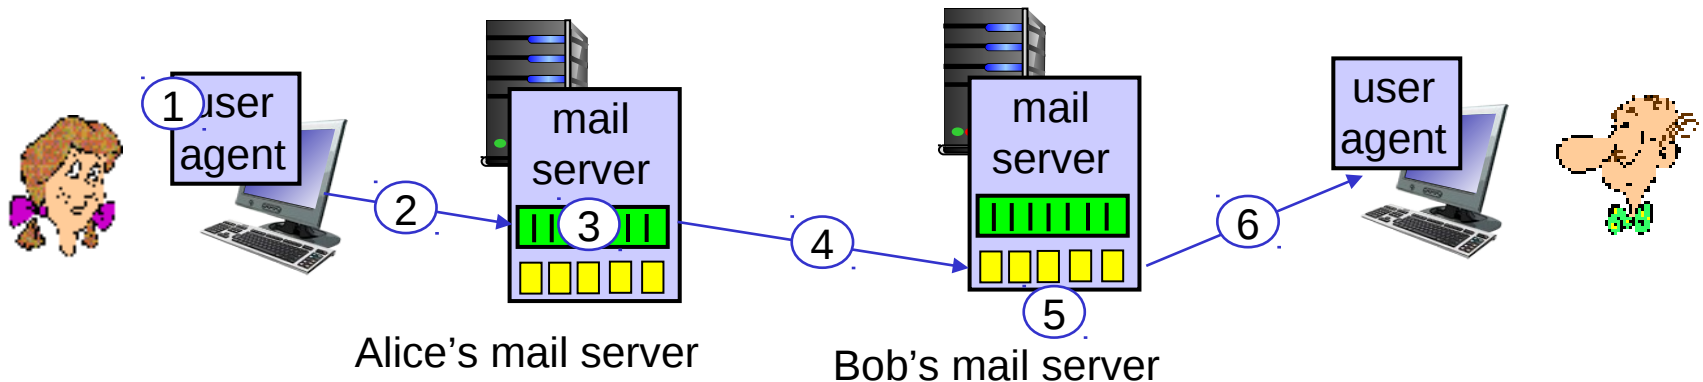 1
user
agent
2
mail
server
3
Alice’s mail server
4
mail
server
5
Bob’s mail server
6
user
agent